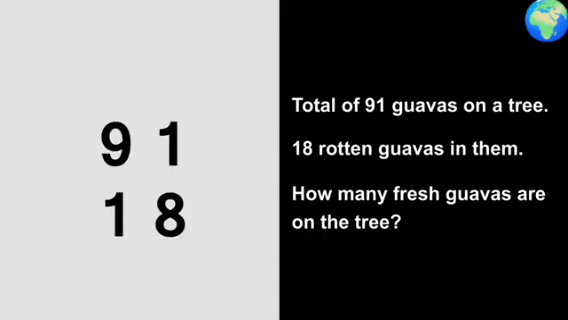 9 1
1 8
Total of 91 guavas on a tree.
18 rotten guavas in them.
How many fresh guavas are
on the tree?